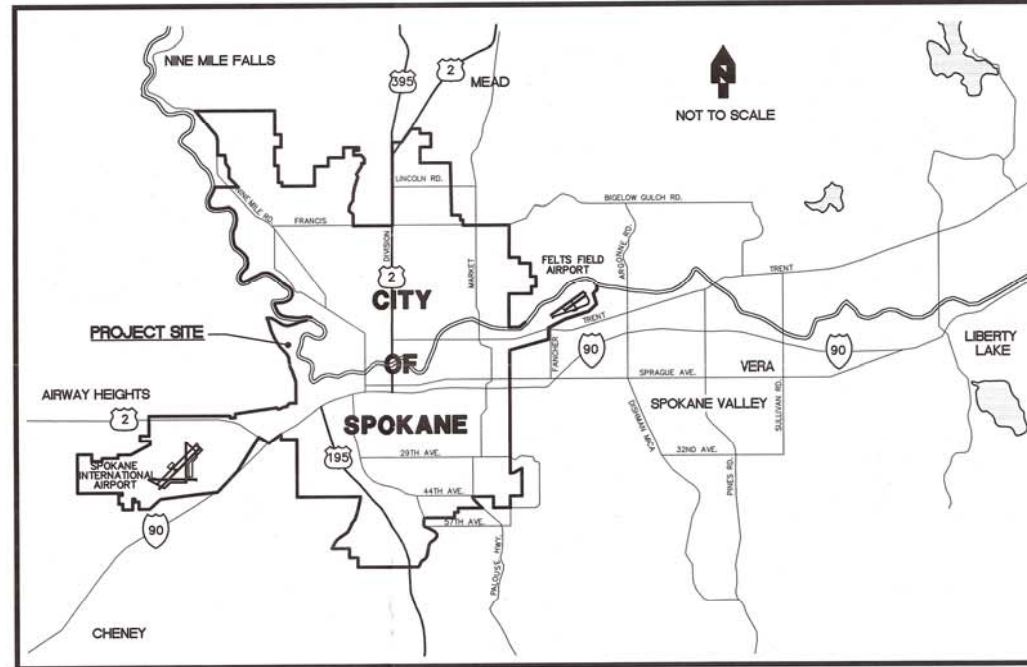 NINE MILE FALLS
395
2
MEAD
N
NOT TO SCALE
LINCOLN RD.
NINE MILE RD.
FRANCIS
DIVISION
MARKET
BIGELOW GULCH RD.
ARGONNE RD.
FELTS FIELD
AIRPORT
TRENT
2
CITY
OF
SPOKANE
PROJECT SITE
TRENT
FANCHER
90
SPRAGUE AVE.
VERA
90
LIBERTY
LAKE
AIRWAY HEIGHTS
2
SPOKANE VALLEY
SULLIVAN RD.
DISHMAN MICA
32ND AVE.
PINES RD.
195
29TH AVE.
SPOKANE
INTERNATIONAL
AIRPORT
44TH AVE.
57TH AVE.
PALOUSE HWY.
90
CHENEY